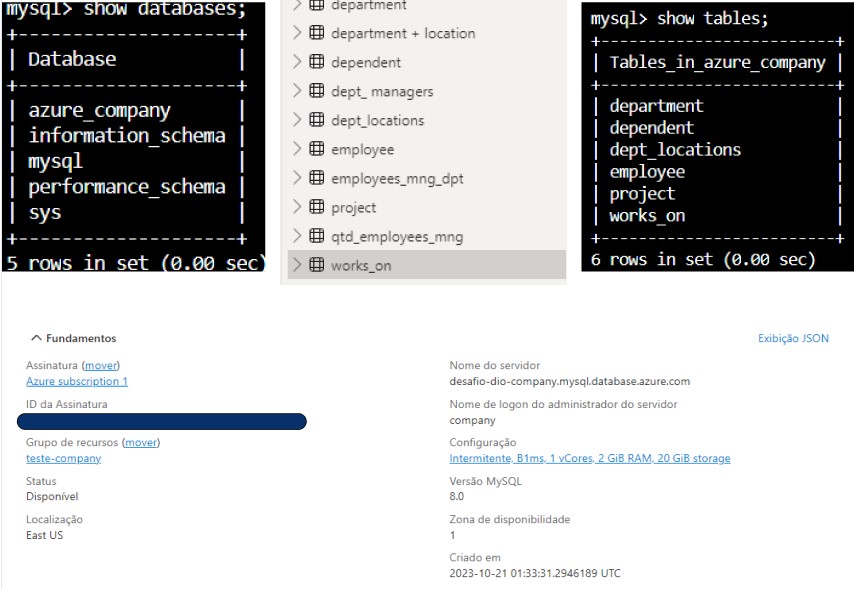 mysql> show databases;
+--------------------+
| Database |
+--------------------+
| azure_company |
| information_schema |
| mysql |
| performance_schema |
| sys |
+--------------------+
5 rows in set (0.00 sec)
department
department + location
dependent
dept_ managers
dept_locations
employee
employees_mng_dpt
project
qtd_employees_mng
works_on
mysql> show tables;
+-------------------------+
| Tables_in_azure_company |
+-------------------------+
| department |
| dependent |
| dept_locations |
| employee |
| project |
| works_on |
+-------------------------+
6 rows in set (0.00 sec)
Fundamentos
Exibição JSON
Assinatura (mover)
Azure subscription 1
ID da Assinatura
Grupo de recursos (mover)
teste-company
Status
Disponível
Localização
East US
Nome do servidor
desafio-dio-company.mysql.database.azure.com
Nome de logon do administrador do servidor
company
Configuração
Intermitente, B1ms, 1 vCores, 2 GiB RAM, 20 GiB storage
Versão MySQL
8.0
Zona de disponibilidade
1
Criado em
2023-10-21 01:33:31.2946189 UTC